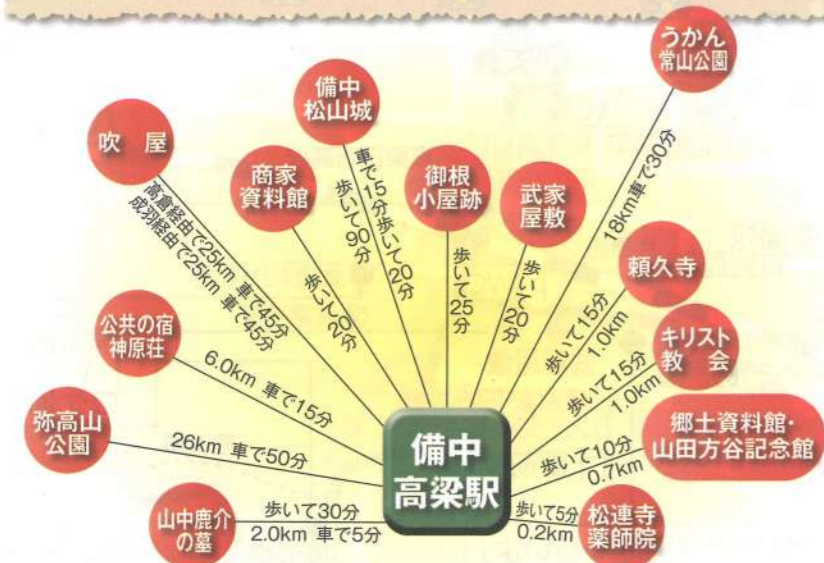 うかん
常山公園
備中
松山城
吹屋
商家
資料館
御根
小屋跡
武家
屋敷
車で15分歩いて20分
歩いて90分
18km車で30分
高倉経由で25km 車で45分
成羽経由で25km 車で45分
歩いて20分
歩いて25分
歩いて20分
頼久寺
歩いて15分
1.0km
公共の宿
神原荘
6.0km 車で15分
キリスト
教会
歩いて15分
1.0km
弥高山
公園
26km 車で50分
備中
高梁駅
郷土資料館・
山田方谷記念館
歩いて10分
0.7km
山中鹿介
の墓
歩いて30分
2.0km 車で5分
歩いて5分
0.2km
松連寺
薬師院